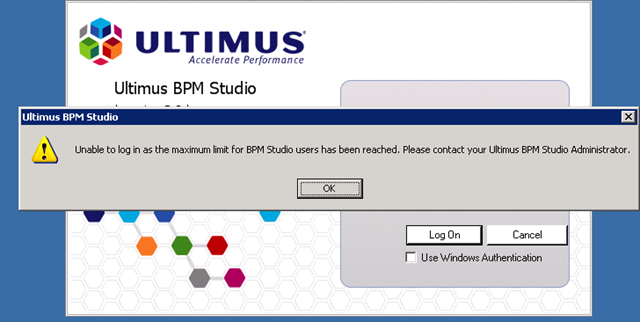 ULTIMUS
Accelerate Performance
Ultimus BPM Studio
Ultimus BPM Studio
Unable to log in as the maximum limit for BPM Studio users has been reached. Please contact your Ultimus BPM Studio Administrator.
OK
Log On
Cancel
Use Windows Authentication